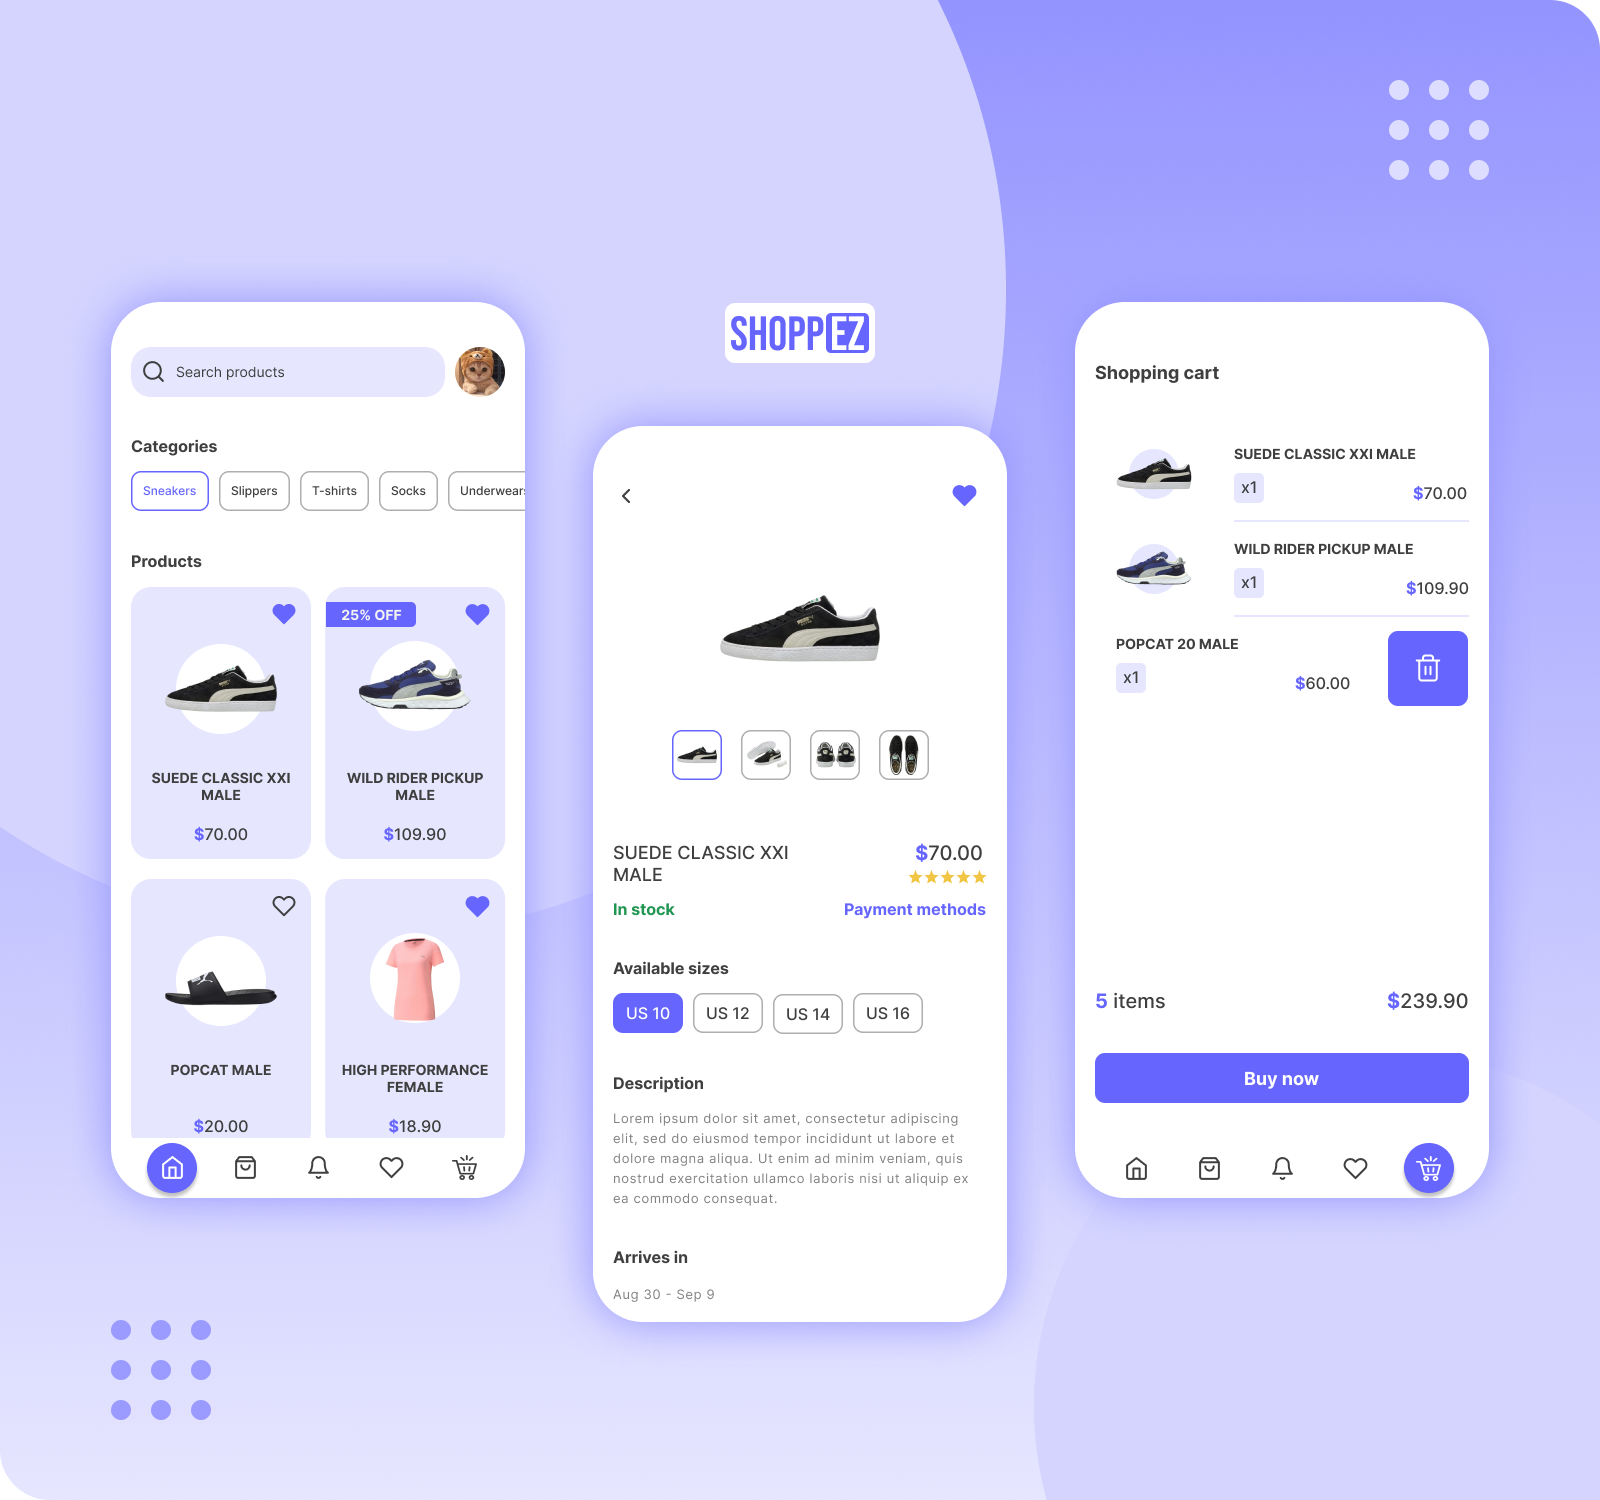 Search products
Categories
Sneakers
Slippers
T-shirts
Socks
Underwears
Products
25% OFF
SUEDE CLASSIC XXI
MALE
$70.00
WILD RIDER PICKUP
MALE
$109.90
POPCAT MALE
$20.00
HIGH PERFORMANCE
FEMALE
$18.90
SHOPPEZ
SUEDE CLASSIC XXI
MALE
$70.00
In stock
Payment methods
Available sizes
US 10
US 12
US 14
US 16
Description
Lorem ipsum dolor sit amet, consectetur adipiscing
elit, sed do eiusmod tempor incididunt ut labore et
dolore magna aliqua. Ut enim ad minim veniam, quis
nostrud exercitation ullamco laboris nisi ut aliquip ex
ea commodo consequat.
Arrives in
Aug 30 - Sep 9
Shopping cart
SUEDE CLASSIC XXI MALE
x1
$70.00
WILD RIDER PICKUP MALE
x1
$109.90
POPCAT 20 MALE
x1
$60.00
5 items
$239.90
Buy now